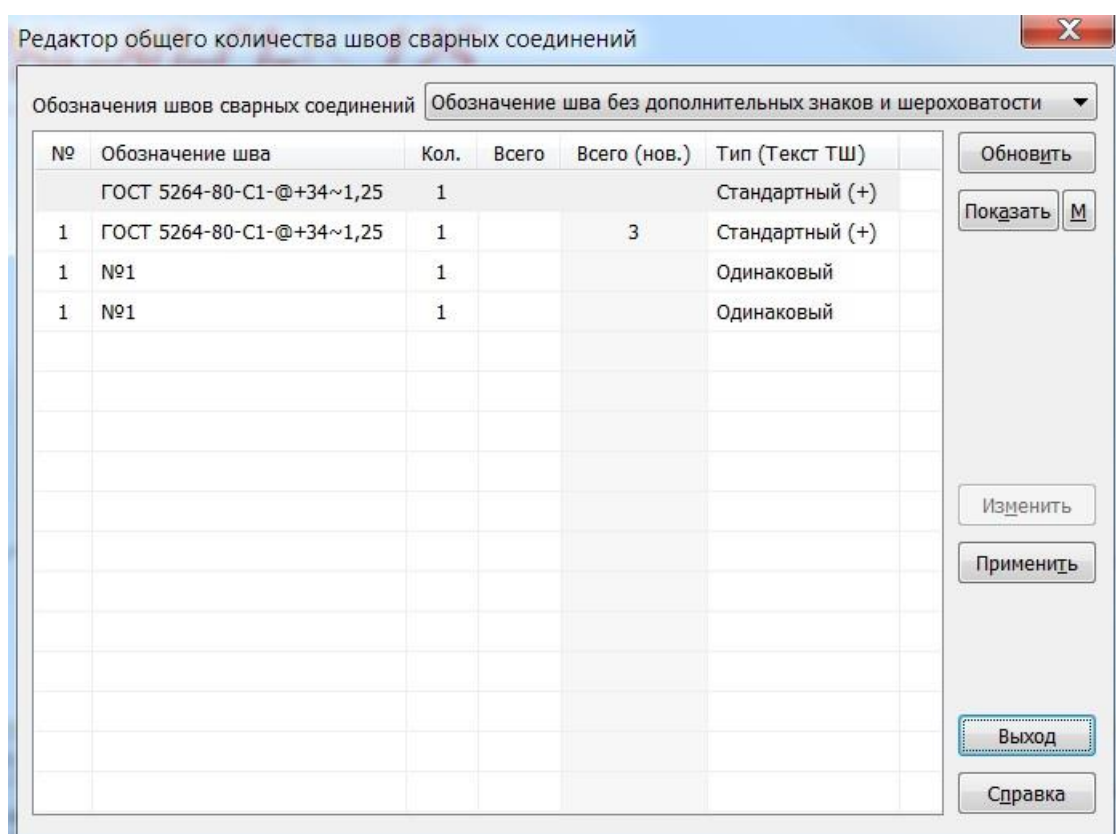 Редактор общего количества швов сварных соединений
X
Обозначения швов сварных соединений Обозначение шва без дополнительных знаков и шероховатости
№ Обозначение шва Кол. Всего Всего (нов.) Тип (Текст ТШ)
ГОСТ 5264-80-С1-@+34~1,25 1 Стандартный (+)
1 ГОСТ 5264-80-С1-@+34~1,25 1 3 Стандартный (+)
1 №1 1 Одинаковый
1 №1 1 Одинаковый
Обновить
Показать М
Изменить
Применить
Выход
Справка